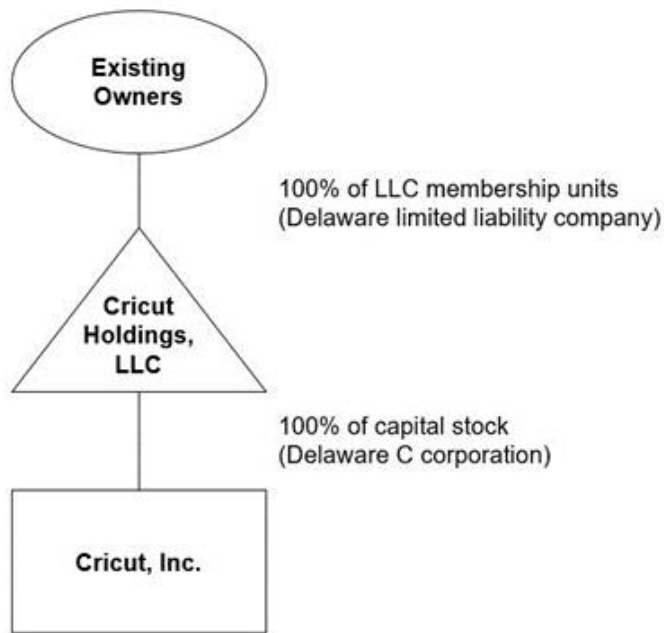 Existing
Owners
100% of LLC membership units
(Delaware limited liability company)
Cricut
Holdings,
LLC
100% of capital stock
(Delaware C corporation)
Cricut, Inc.